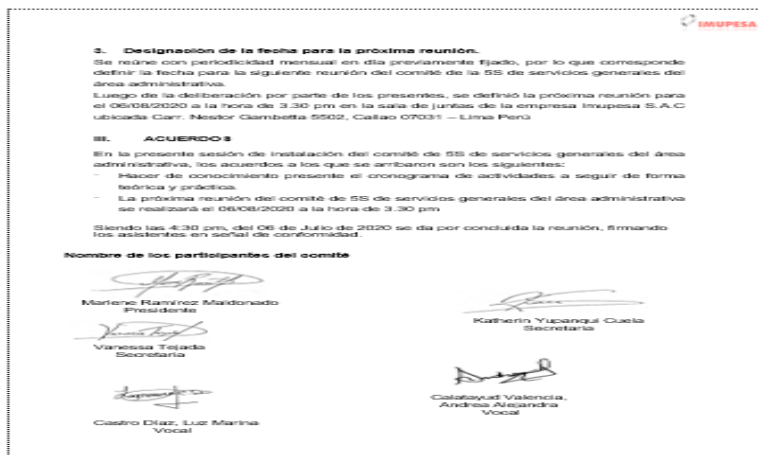 IMUPESA
3. Designación de la fecha para la próxima reunión.
Se reúne con periodicidad mensual en día previamente fijado, por lo que corresponde
definir la fecha para la siguiente reunión del comité de la 5S de servicios generales del
área administrativa.
Luego de la deliberación por parte de los presentes, se definió la próxima reunión para
el 06/08/2020 a la hora de 3.30 pm en la sala de juntas de la empresa Imupesa S.A.C
ubicada Carr. Nestor Gambetta 5502, Callao 07031 – Lima Perú
III. ACUERDOS
En la presente sesión de instalación del comité de 5S de servicios generales del área
administrativa, los acuerdos a los que se arribaron son los siguientes:
- Hacer de conocimiento presente el cronograma de actividades a seguir de forma
teórica y práctica.
- La próxima reunión del comité de 5S de servicios generales del área administrativa
se realizará el 06/08/2020 a la hora de 3.30 pm
Siendo las 4:30 pm, del 06 de Julio de 2020 se da por concluida la reunión, firmando
los asistentes en señal de conformidad.
Nombre de los participantes del comité
Marlene Ramírez Maldonado
Presidente
Katherin Yupanqui Cuela
Secretaria
Vanessa Tejada
Secretaria
Calatayud Valencia,
Andrea Alejandra
Vocal
Castro Díaz, Luz Marina
Vocal